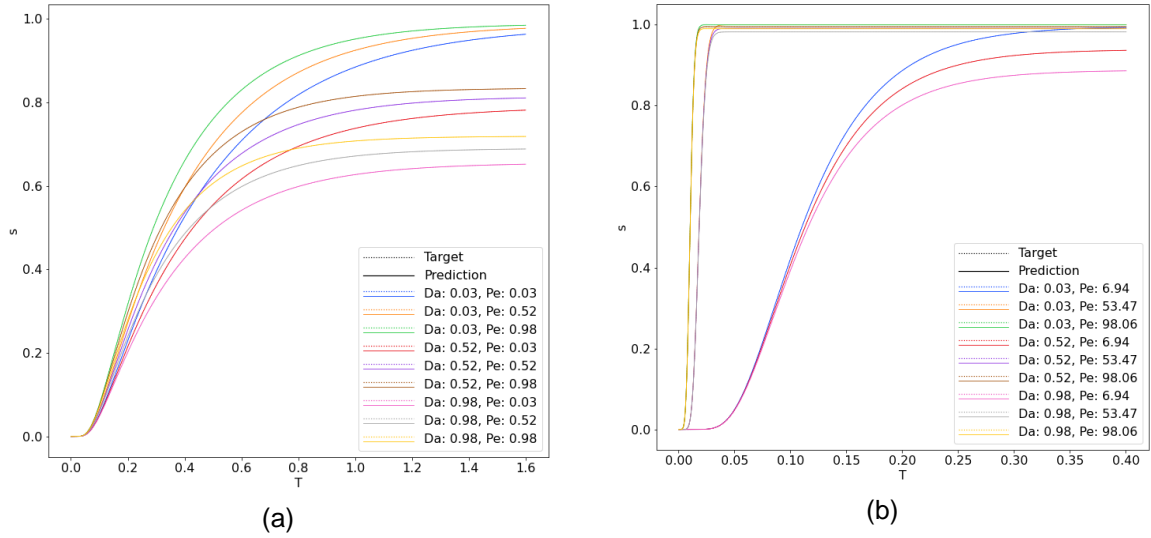 1.0
0.8
0.6
0.4
0.2
0.0
s
0.0 0.2 0.4 0.6 0.8 1.0 1.2 1.4 1.6
T
Target
Prediction
Da: 0.03, Pe: 0.03
Da: 0.03, Pe: 0.52
Da: 0.03, Pe: 0.98
Da: 0.52, Pe: 0.03
Da: 0.52, Pe: 0.52
Da: 0.52, Pe: 0.98
Da: 0.98, Pe: 0.03
Da: 0.98, Pe: 0.52
Da: 0.98, Pe: 0.98
(a)
1.0
0.8
0.6
0.4
0.2
0.0
s
0.00 0.05 0.10 0.15 0.20 0.25 0.30 0.35 0.40
T
Target
Prediction
Da: 0.03, Pe: 6.94
Da: 0.03, Pe: 53.47
Da: 0.03, Pe: 98.06
Da: 0.52, Pe: 6.94
Da: 0.52, Pe: 53.47
Da: 0.52, Pe: 98.06
Da: 0.98, Pe: 6.94
Da: 0.98, Pe: 53.47
Da: 0.98, Pe: 98.06
(b)